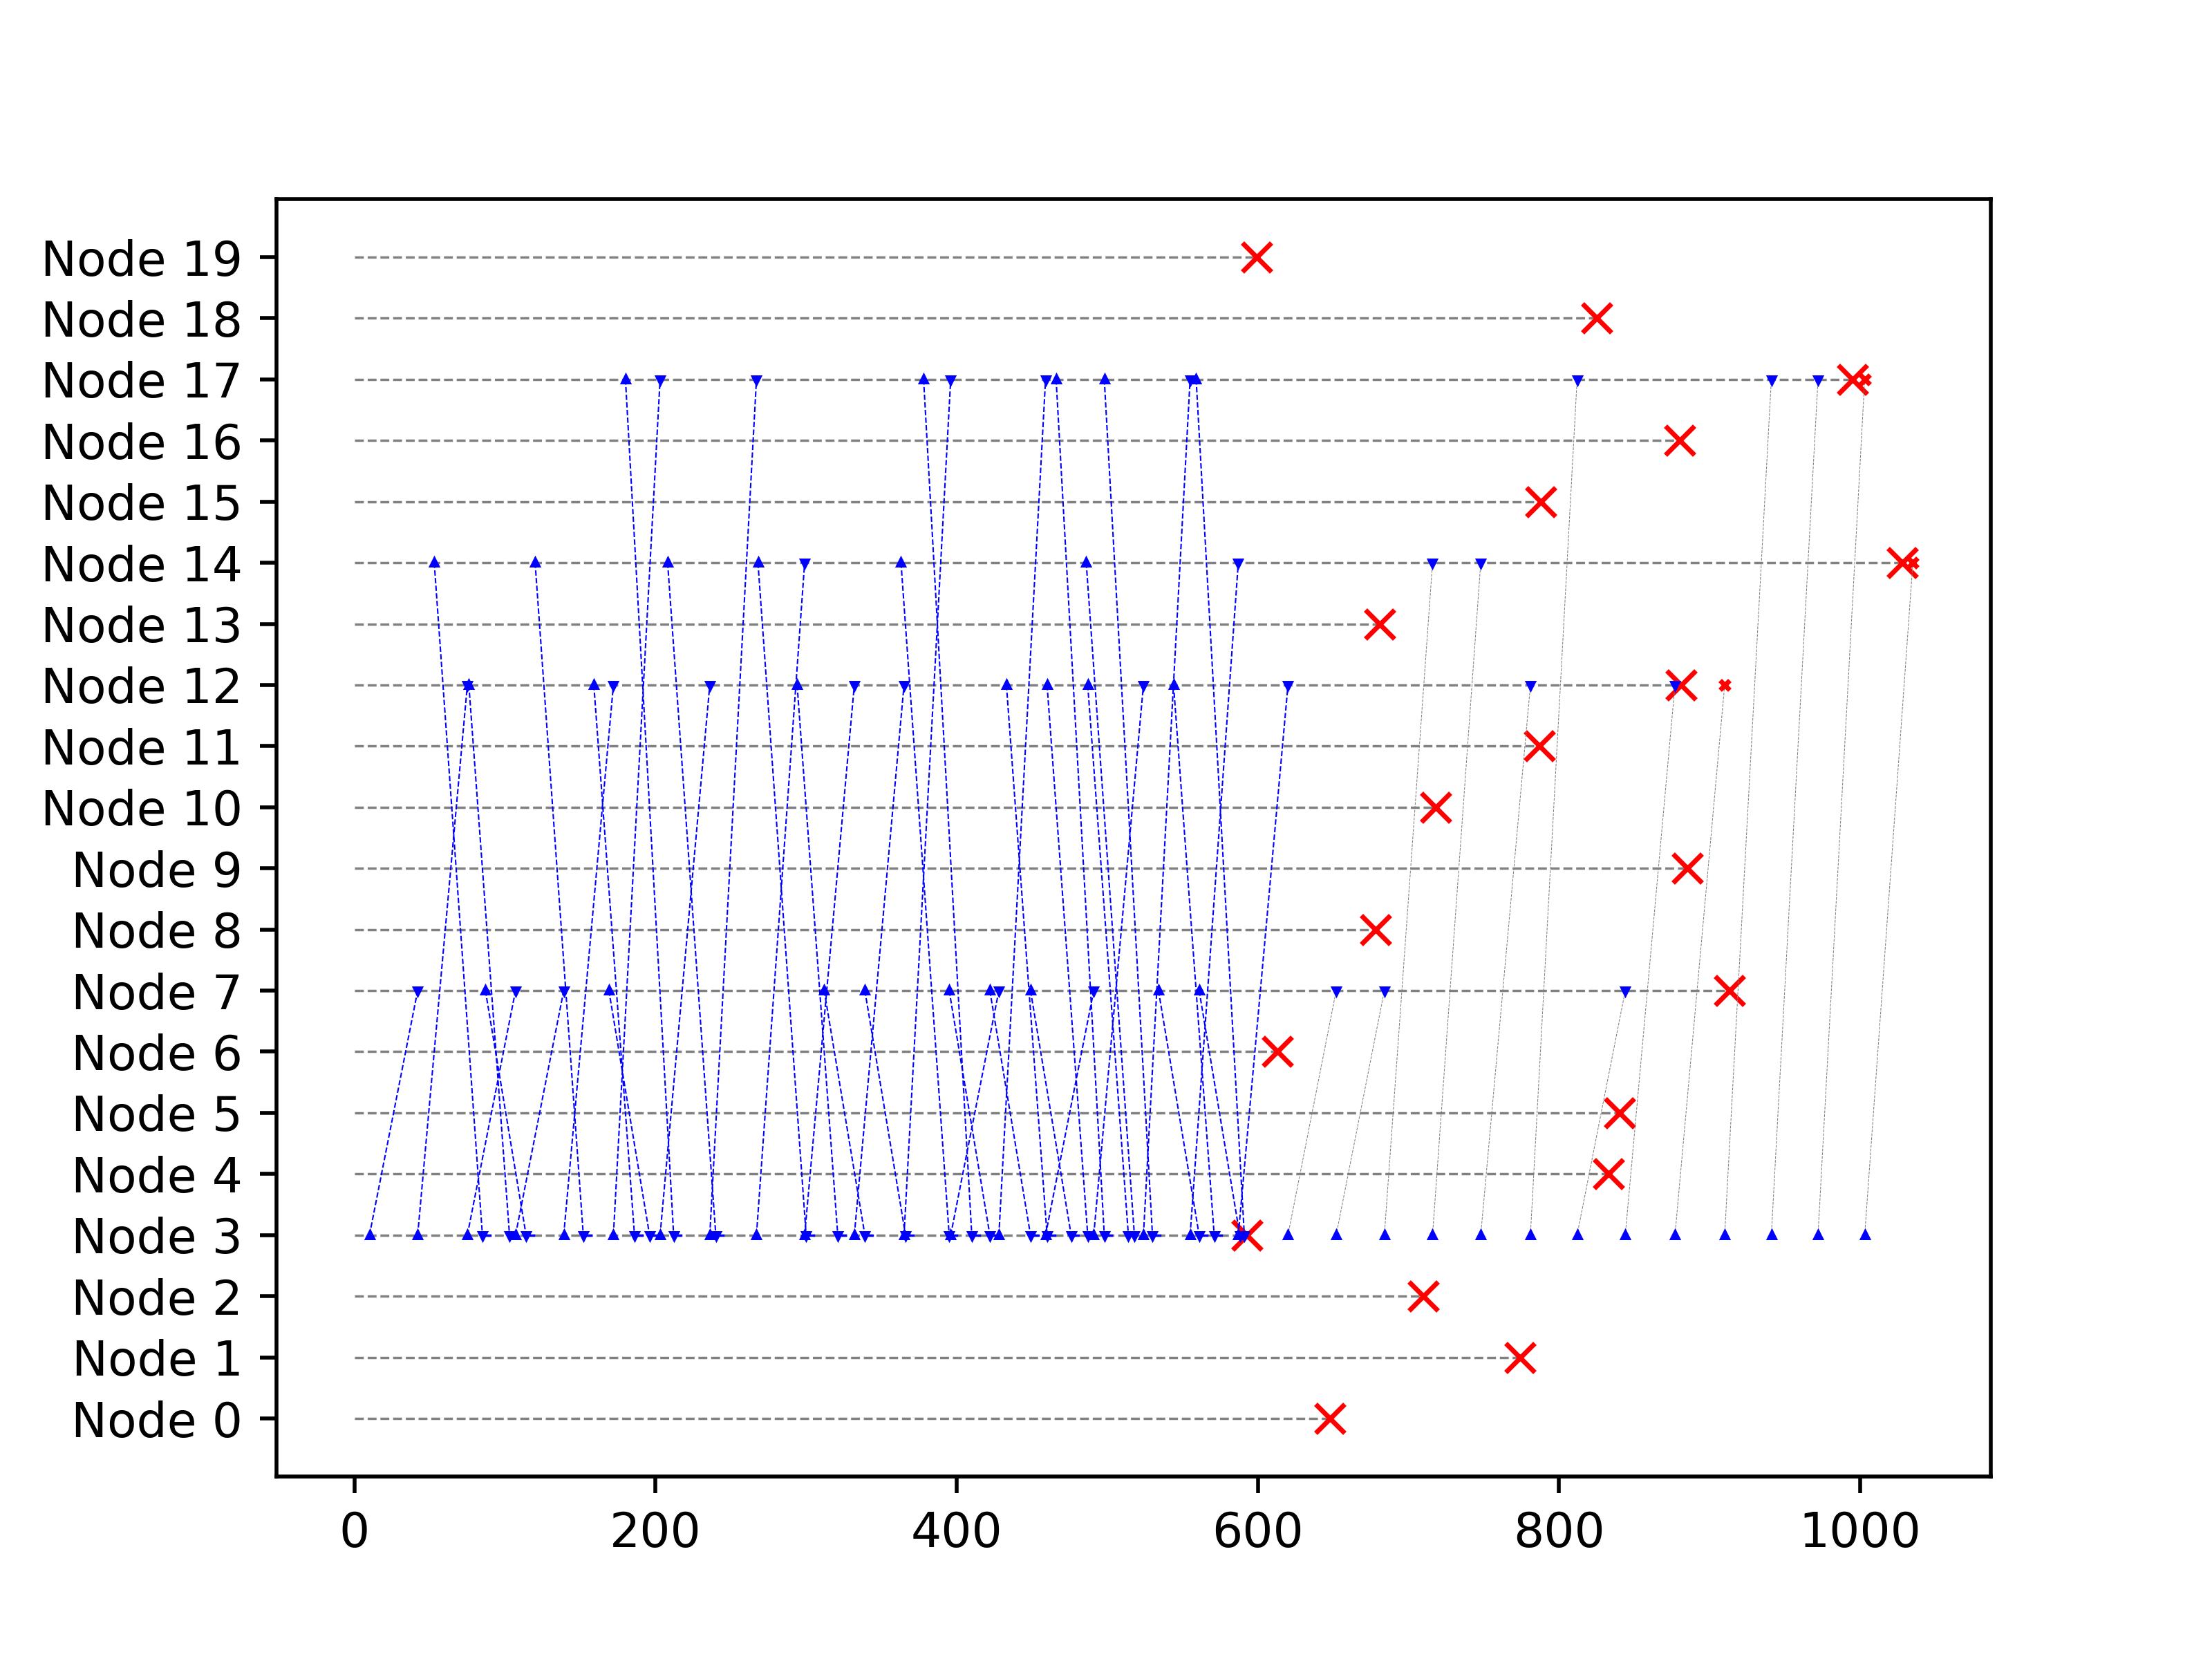 Node 19
Node 18
Node 17
Node 16
Node 15
Node 14
Node 13
Node 12
Node 11
Node 10
Node 9
Node 8
Node 7
Node 6
Node 5
Node 4
Node 3
Node 2
Node 1
Node 0
0 200 400 600 800 1000